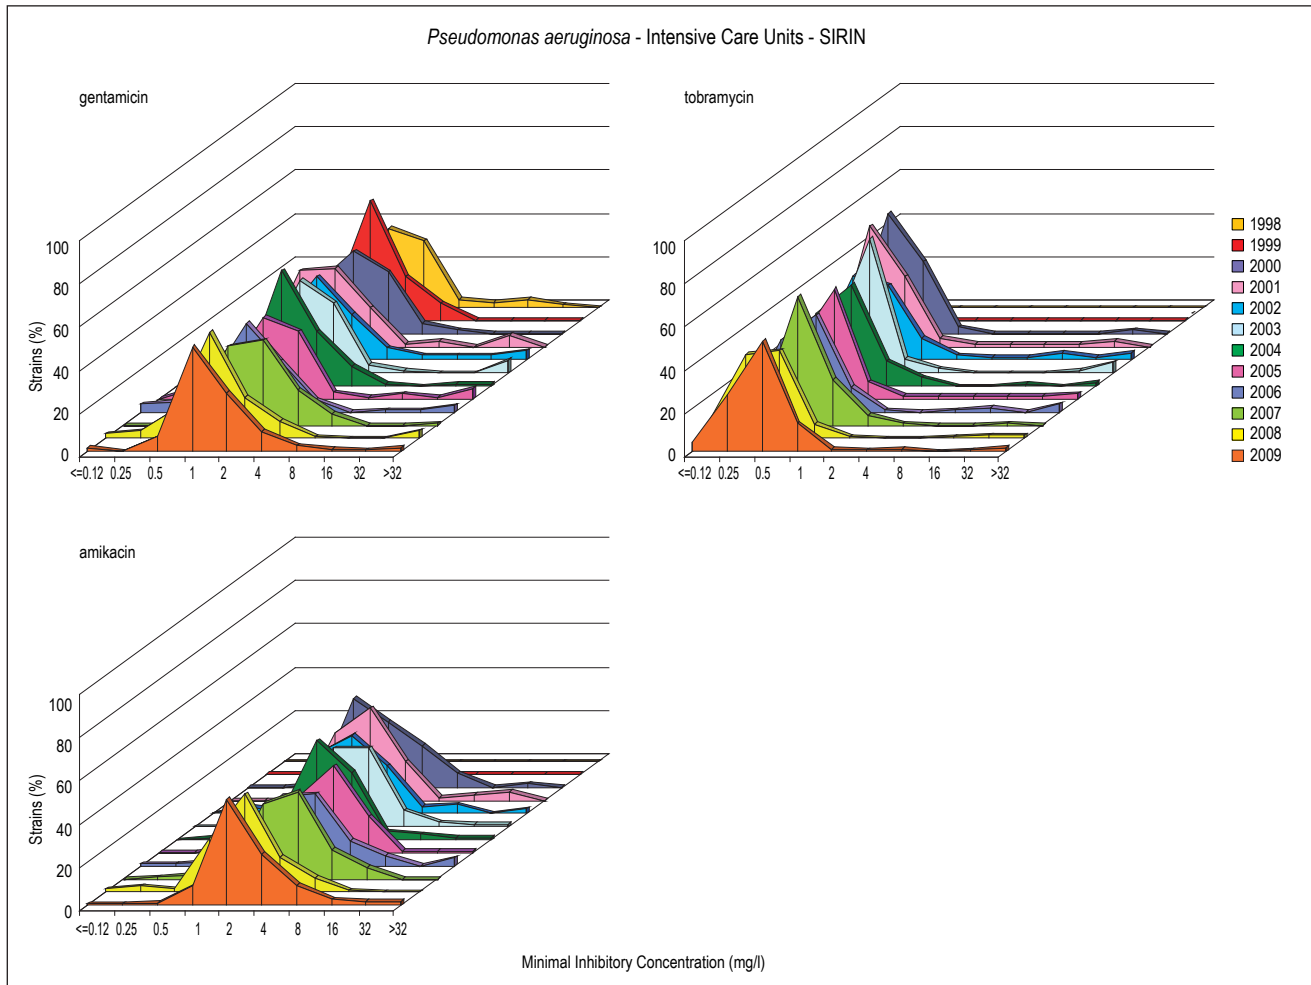 Pseudomonas aeruginosa - Intensive Care Units - SIRIN
gentamicin
Strains (%)
100
80
60
40
20
0
<=0.12 0.25 0.5 1 2 4 8 16 32 >32
tobramycin
Strains (%)
100
80
60
40
20
0
<=0.12 0.25 0.5 1 2 4 8 16 32 >32
1998
1999
2000
2001
2002
2003
2004
2005
2006
2007
2008
2009
amikacin
Strains (%)
100
80
60
40
20
0
<=0.12 0.25 0.5 1 2 4 8 16 32 >32
Minimal Inhibitory Concentration (mg/l)